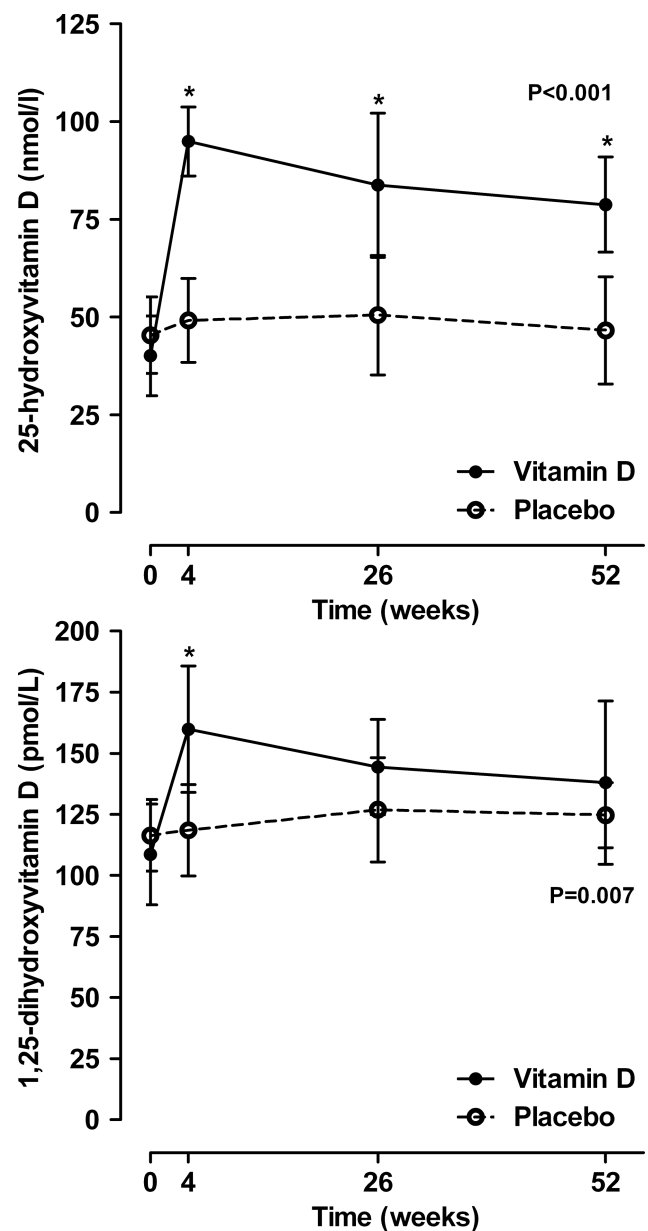 25-hydroxyvitamin D (nmol/l)
125
100
75
50
25
0
*
*
*
P<0.001
Vitamin D
Placebo
0 4 26 52
Time (weeks)
1,25-dihydroxyvitamin D (pmol/L)
200
175
150
125
100
75
50
25
0
*
P=0.007
Vitamin D
Placebo
0 4 26 52
Time (weeks)